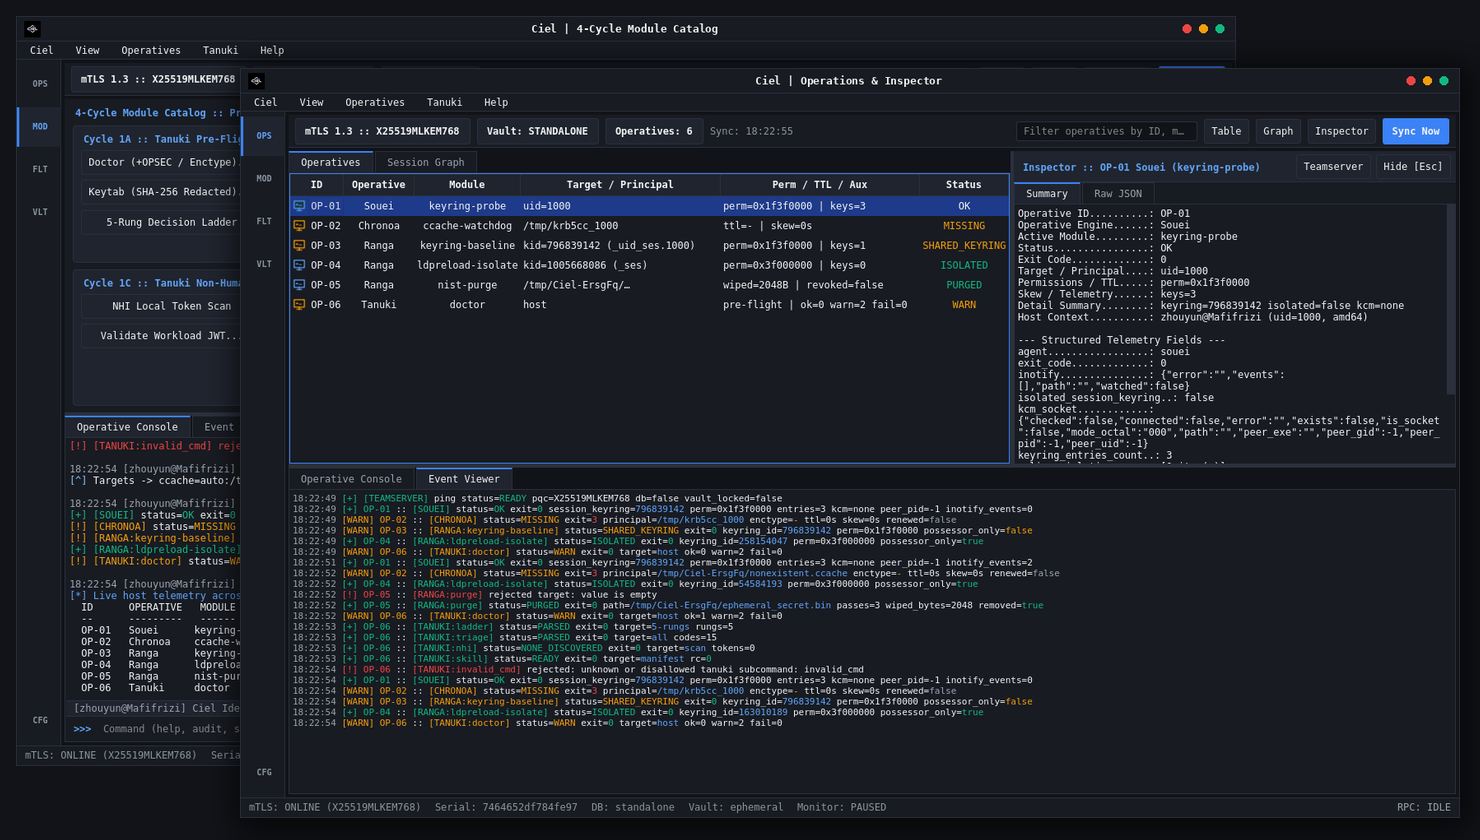 Ciel | 4-Cycle Module Catalog
Ciel View Operatives Tanuki Help
OPS
MOD
FLT
VLT
CFG
mTLS 1.3 :: X25519MLKEM768
4-Cycle Module Catalog ::
Cycle 1A :: Tanuki
Doctor (+OPSEC / Enctype)
Keytab (SHA-256 Redacted)
5-Rung Decision Ladder
Cycle 1C :: Tanuki
NHI Local Token Scan
Validate Workload JWT...
Operative Console Event
[!] [TANUKI:invalid_cmd]
18:22:54 [zhouyun@Mafifrizi]
[^] Targets -> ccache=auto:/t
18:22:54 [zhouyun@Mafifrizi]
[+] [SOUEI] status=OK exit=0
[!] [CHRONOA] status=MISSING
[!] [RANGA:keyring-baseline]
[+] [RANGA:ldpreload-isolate]
[!] [TANUKI:doctor] status=WA
18:22:54 [zhouyun@Mafifrizi]
[*] Live host telemetry acros
ID OPERATIVE MODULE
-- --------- ------
OP-01 Souei keyring-
OP-02 Chronoa ccache-w
OP-03 Ranga keyring-
OP-04 Ranga ldpreloa
OP-05 Ranga nist-pur
OP-06 Tanuki doctor
[zhouyun@Mafifrizi] Ciel Ide
>>> Command (help, audit, s
mTLS: ONLINE (X25519MLKEM768) Seria
Ciel | Operations & Inspector
Ciel View Operatives Tanuki Help
OPS
MOD
FLT
VLT
CFG
mTLS 1.3 :: X25519MLKEM768 Vault: STANDALONE Operatives: 6 Sync: 18:22:55 Filter operatives by ID, m… Table Graph Inspector Sync Now
Operatives Session Graph
ID Operative Module Target / Principal Perm / TTL / Aux Status
OP-01 Souei keyring-probe uid=1000 perm=0x1f3f0000 | keys=3 OK
OP-02 Chronoa ccache-watchdog /tmp/krb5cc_1000 ttl=- | skew=0s MISSING
OP-03 Ranga keyring-baseline kid=796839142 (_uid_ses.1000) perm=0x1f3f0000 | keys=1 SHARED_KEYRING
OP-04 Ranga ldpreload-isolate kid=1005668086 (_ses) perm=0x3f000000 | keys=0 ISOLATED
OP-05 Ranga nist-purge /tmp/Ciel-ErsgFq/… wiped=2048B | revoked=false PURGED
OP-06 Tanuki doctor host pre-flight | ok=0 warn=2 fail=0 WARN
Inspector :: OP-01 Souei (keyring-probe) Teamserver Hide [Esc]
Summary Raw JSON
Operative ID..........: OP-01
Operative Engine......: Souei
Active Module.........: keyring-probe
Status................: OK
Exit Code.............: 0
Target / Principal....: uid=1000
Permissions / TTL.....: perm=0x1f3f0000
Skew / Telemetry......: keys=3
Detail Summary........: keyring=796839142 isolated=false kcm=none
Host Context..........: zhouyun@Mafifrizi (uid=1000, amd64)
--- Structured Telemetry Fields ---
agent.................: souei
exit_code.............: 0
inotify...............: {"error":"","events":
[],"path":"","watched":false}
isolated_session_keyring..: false
kcm_socket............:
{"checked":false,"connected":false,"error":"","exists":false,"is_socket
":false,"mode_octal":"000","path":"","peer_exe":"","peer_gid":-1,"peer_
pid":-1,"peer_uid":-1}
keyring_entries_count..: 3
Operative Console Event Viewer
18:22:49 [+] [TEAMSERVER] ping status=READY pqc=X25519MLKEM768 db=false vault_locked=false
18:22:49 [+] OP-01 :: [SOUEI] status=OK exit=0 session_keyring=796839142 perm=0x1f3f0000 entries=3 kcm=none peer_pid=-1 inotify_events=0
18:22:49 [WARN] OP-02 :: [CHRONOA] status=MISSING exit=3 principal=/tmp/krb5cc_1000 enctype=- ttl=0s skew=0s renewed=false
18:22:49 [WARN] OP-03 :: [RANGA:keyring-baseline] status=SHARED_KEYRING exit=0 keyring_id=796839142 perm=0x1f3f0000 possessor_only=false
18:22:49 [+] OP-04 :: [RANGA:ldpreload-isolate] status=ISOLATED exit=0 keyring_id=258154047 perm=0x3f000000 possessor_only=true
18:22:49 [WARN] OP-06 :: [TANUKI:doctor] status=WARN exit=0 target=host ok=0 warn=2 fail=0
18:22:51 [+] OP-01 :: [SOUEI] status=OK exit=0 session_keyring=796839142 perm=0x1f3f0000 entries=3 kcm=none peer_pid=-1 inotify_events=2
18:22:52 [WARN] OP-02 :: [CHRONOA] status=MISSING exit=3 principal=/tmp/Ciel-ErsgFq/nonexistent.ccache enctype=- ttl=0s skew=0s renewed=false
18:22:52 [+] OP-04 :: [RANGA:ldpreload-isolate] status=ISOLATED exit=0 keyring_id=54584193 perm=0x3f000000 possessor_only=true
18:22:52 [!] OP-05 :: [RANGA:purge] rejected target: value is empty
18:22:52 [+] OP-05 :: [RANGA:purge] status=PURGED exit=0 path=/tmp/Ciel-ErsgFq/ephemeral_secret.bin passes=3 wiped_bytes=2048 removed=true
18:22:52 [WARN] OP-06 :: [TANUKI:doctor] status=WARN exit=0 target=host ok=1 warn=2 fail=0
18:22:53 [+] OP-06 :: [TANUKI:ladder] status=PARSED exit=0 target=5-rungs rungs=5
18:22:53 [+] OP-06 :: [TANUKI:triage] status=PARSED exit=0 target=all codes=15
18:22:53 [+] OP-06 :: [TANUKI:nhi] status=NONE_DISCOVERED exit=0 target=scan tokens=0
18:22:53 [+] OP-06 :: [TANUKI:skill] status=READY exit=0 target=manifest rc=0
18:22:54 [!] OP-06 :: [TANUKI:invalid_cmd] rejected: unknown or disallowed tanuki subcommand: invalid_cmd
18:22:54 [+] OP-01 :: [SOUEI] status=OK exit=0 session_keyring=796839142 perm=0x1f3f0000 entries=3 kcm=none peer_pid=-1 inotify_events=0
18:22:54 [WARN] OP-02 :: [CHRONOA] status=MISSING exit=3 principal=/tmp/krb5cc_1000 enctype=- ttl=0s skew=0s renewed=false
18:22:54 [WARN] OP-03 :: [RANGA:keyring-baseline] status=SHARED_KEYRING exit=0 keyring_id=796839142 perm=0x1f3f0000 possessor_only=false
18:22:54 [+] OP-04 :: [RANGA:ldpreload-isolate] status=ISOLATED exit=0 keyring_id=163010189 perm=0x3f000000 possessor_only=true
18:22:54 [WARN] OP-06 :: [TANUKI:doctor] status=WARN exit=0 target=host ok=0 warn=2 fail=0
mTLS: ONLINE (X25519MLKEM768) Serial: 7464652df784fe97 DB: standalone Vault: ephemeral Monitor: PAUSED RPC: IDLE